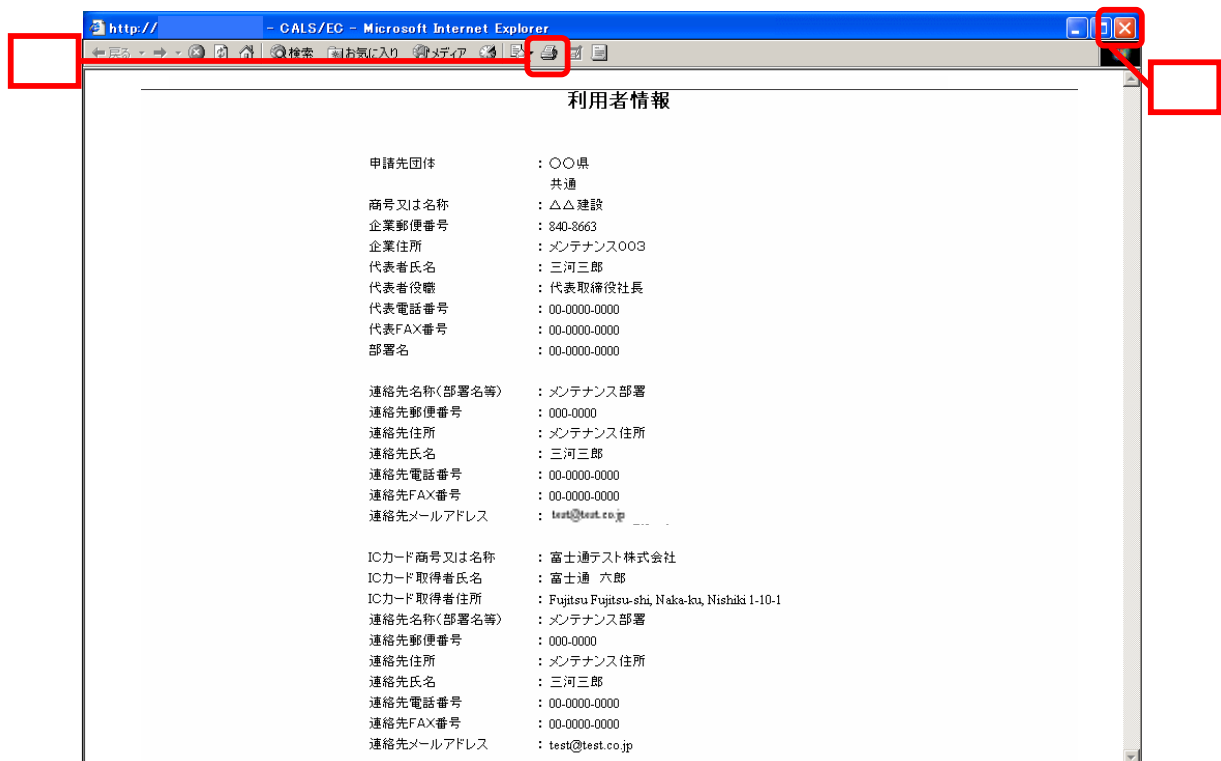 http://　　　　- CALS/EC - Microsoft Internet Explorer
戻る 検索 お気に入り メディア
利用者情報
申請先団体 : 〇〇県
共通
商号又は名称 : △△建設
企業郵便番号 : 840-8663
企業住所 : メンテナンス003
代表者氏名 : 三河三郎
代表者役職 : 代表取締役社長
代表電話番号 : 00-0000-0000
代表FAX番号 : 00-0000-0000
部署名 : 00-0000-0000
連絡先名称(部署名等) : メンテナンス部署
連絡先郵便番号 : 000-0000
連絡先住所 : メンテナンス住所
連絡先氏名 : 三河三郎
連絡先電話番号 : 00-0000-0000
連絡先FAX番号 : 00-0000-0000
連絡先メールアドレス : test@test.co.jp
ICカード商号又は名称 : 富士通テスト株式会社
ICカード取得者氏名 : 富士通　六郎
ICカード取得者住所 : Fujitsu Fujitsu-shi, Naka-ku, Nishiki 1-10-1
連絡先名称(部署名等) : メンテナンス部署
連絡先郵便番号 : 000-0000
連絡先住所 : メンテナンス住所
連絡先氏名 : 三河三郎
連絡先電話番号 : 00-0000-0000
連絡先FAX番号 : 00-0000-0000
連絡先メールアドレス : test@test.co.jp